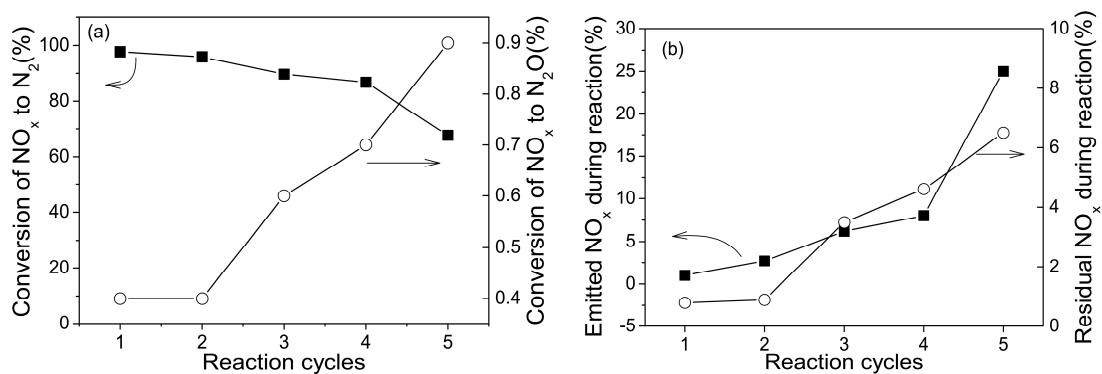 (a)
Conversion of NOx to N2(%)
100
80
60
40
20
0
1 2 3 4 5
Reaction cycles
0.9
0.8
0.7
0.6
0.5
0.4
Conversion of NOx to N2O(%)
(b)
Emitted NOx during reaction(%)
30
25
20
15
10
5
0
-5
1 2 3 4 5
Reaction cycles
10
8
6
4
2
0
Residual NOx during reaction(%)